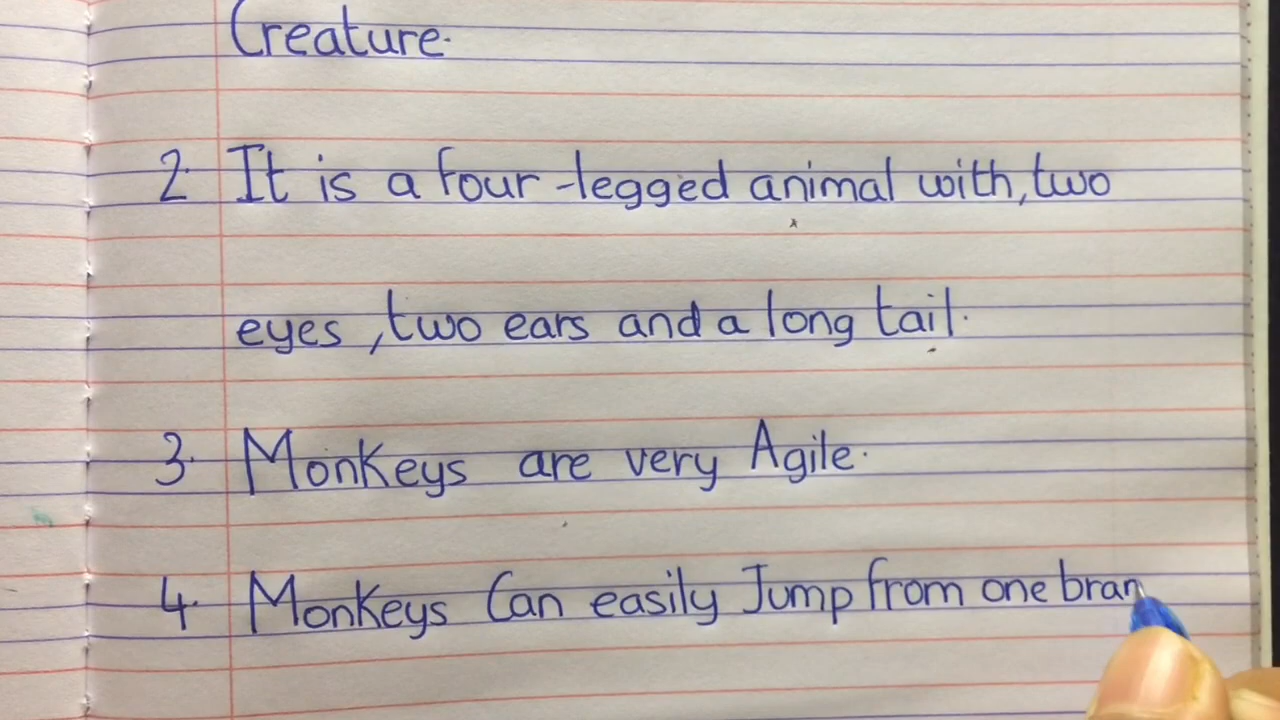 Creature.
2. It is a four-legged animal with, two
eyes, two ears and a long tail.
3. Monkeys are very Agile.
4. Monkeys Can easily Jump from one bran